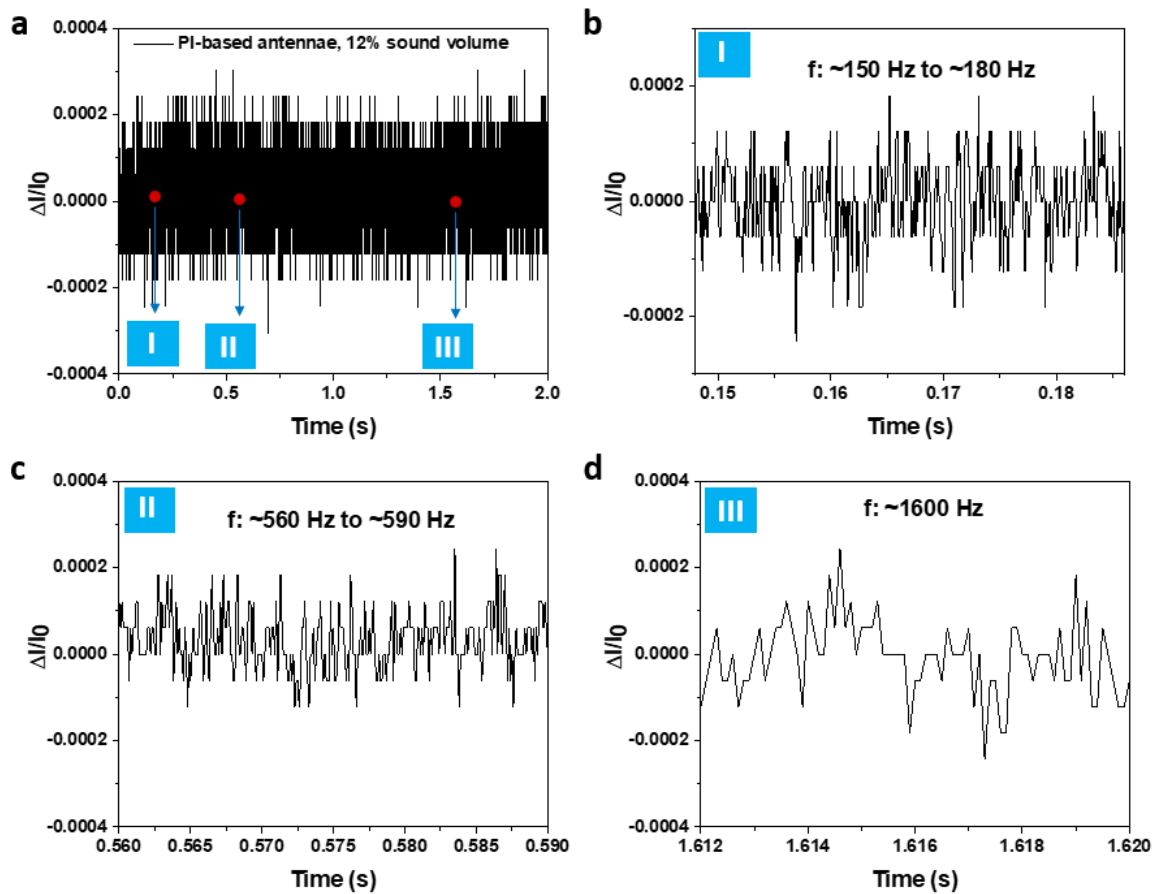 a
0.0004
0.0002
0.0000
-0.0002
-0.0004
ΔI/I0
PI-based antennae, 12% sound volume
I
II
III
0.0
0.5
1.0
1.5
2.0
Time (s)
b
0.0002
0.0000
-0.0002
ΔI/I0
I
f: ~150 Hz to ~180 Hz
0.15
0.16
0.17
0.18
Time (s)
c
0.0004
0.0002
0.0000
-0.0002
-0.0004
ΔI/I0
II
f: ~560 Hz to ~590 Hz
0.560
0.565
0.570
0.575
0.580
0.585
0.590
Time (s)
d
0.0004
0.0002
0.0000
-0.0002
-0.0004
ΔI/I0
III
f: ~1600 Hz
1.612
1.614
1.616
1.618
1.620
Time (s)